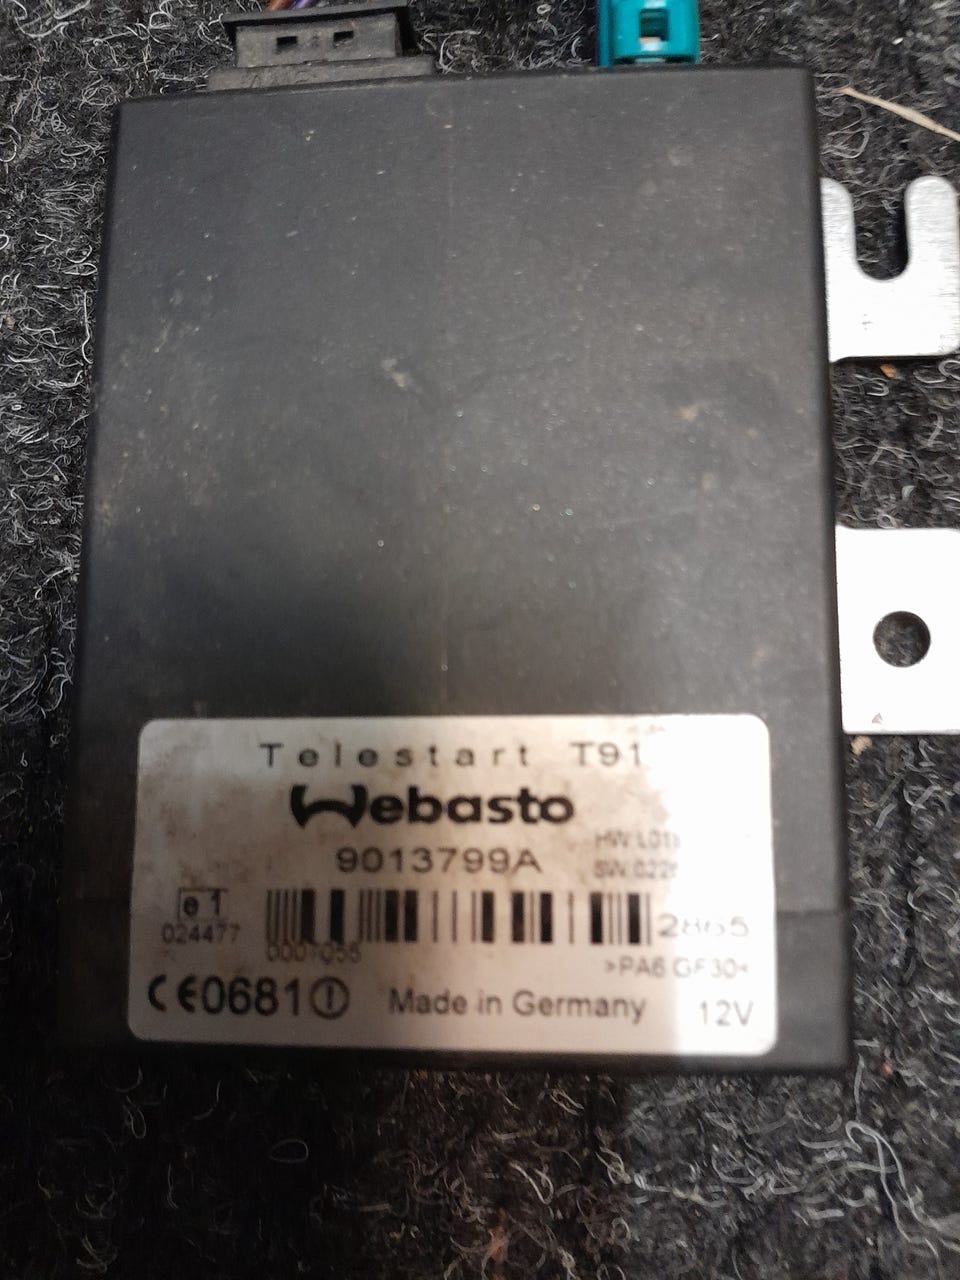 Telestart T91
Webasto
9013799A
e1
024477
2865
>PA6 GF30<
CE0681
Made in Germany
12V